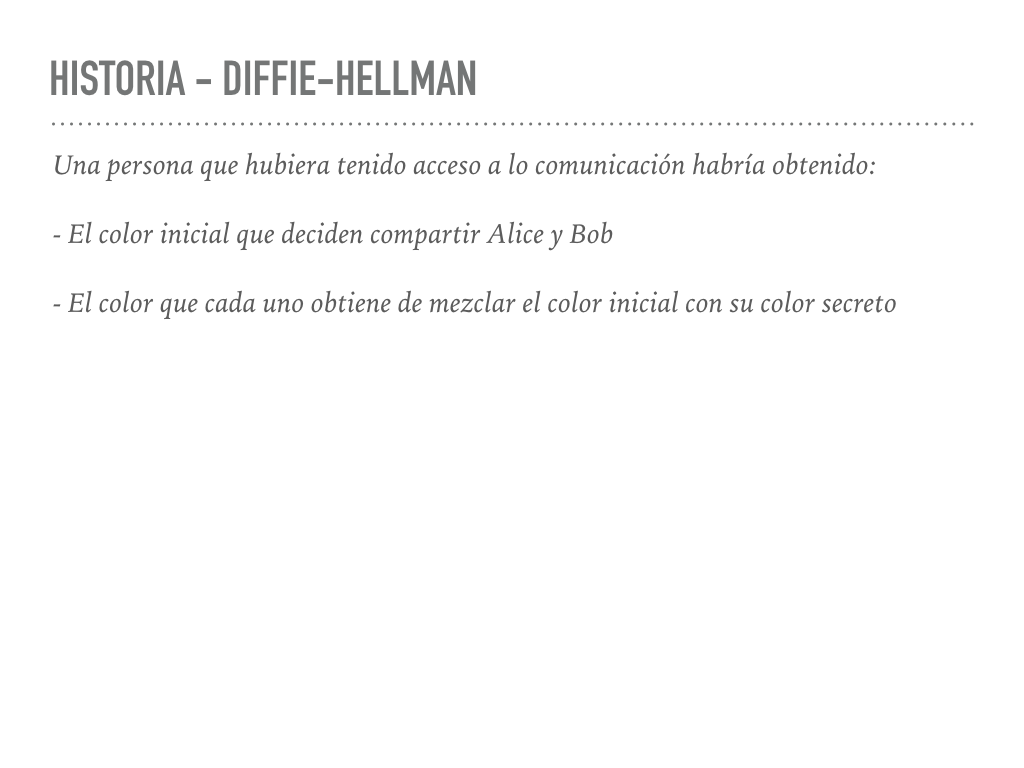 HISTORIA - DIFFIE-HELLMAN
Una persona que hubiera tenido acceso a lo comunicación habría obtenido:
- El color inicial que deciden compartir Alice y Bob
- El color que cada uno obtiene de mezclar el color inicial con su color secreto